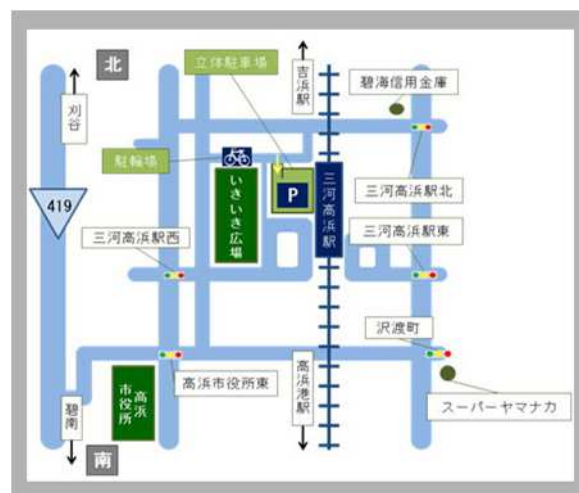 北
立体駐車場
吉浜駅
碧海信用金庫
刈谷
駐輪場
419
いきいき広場
P
三河高浜駅
三河高浜駅北
三河高浜駅西
三河高浜駅東
沢渡町
高浜
市役所
高浜市役所東
高浜港駅
スーパーヤマナカ
碧南
南